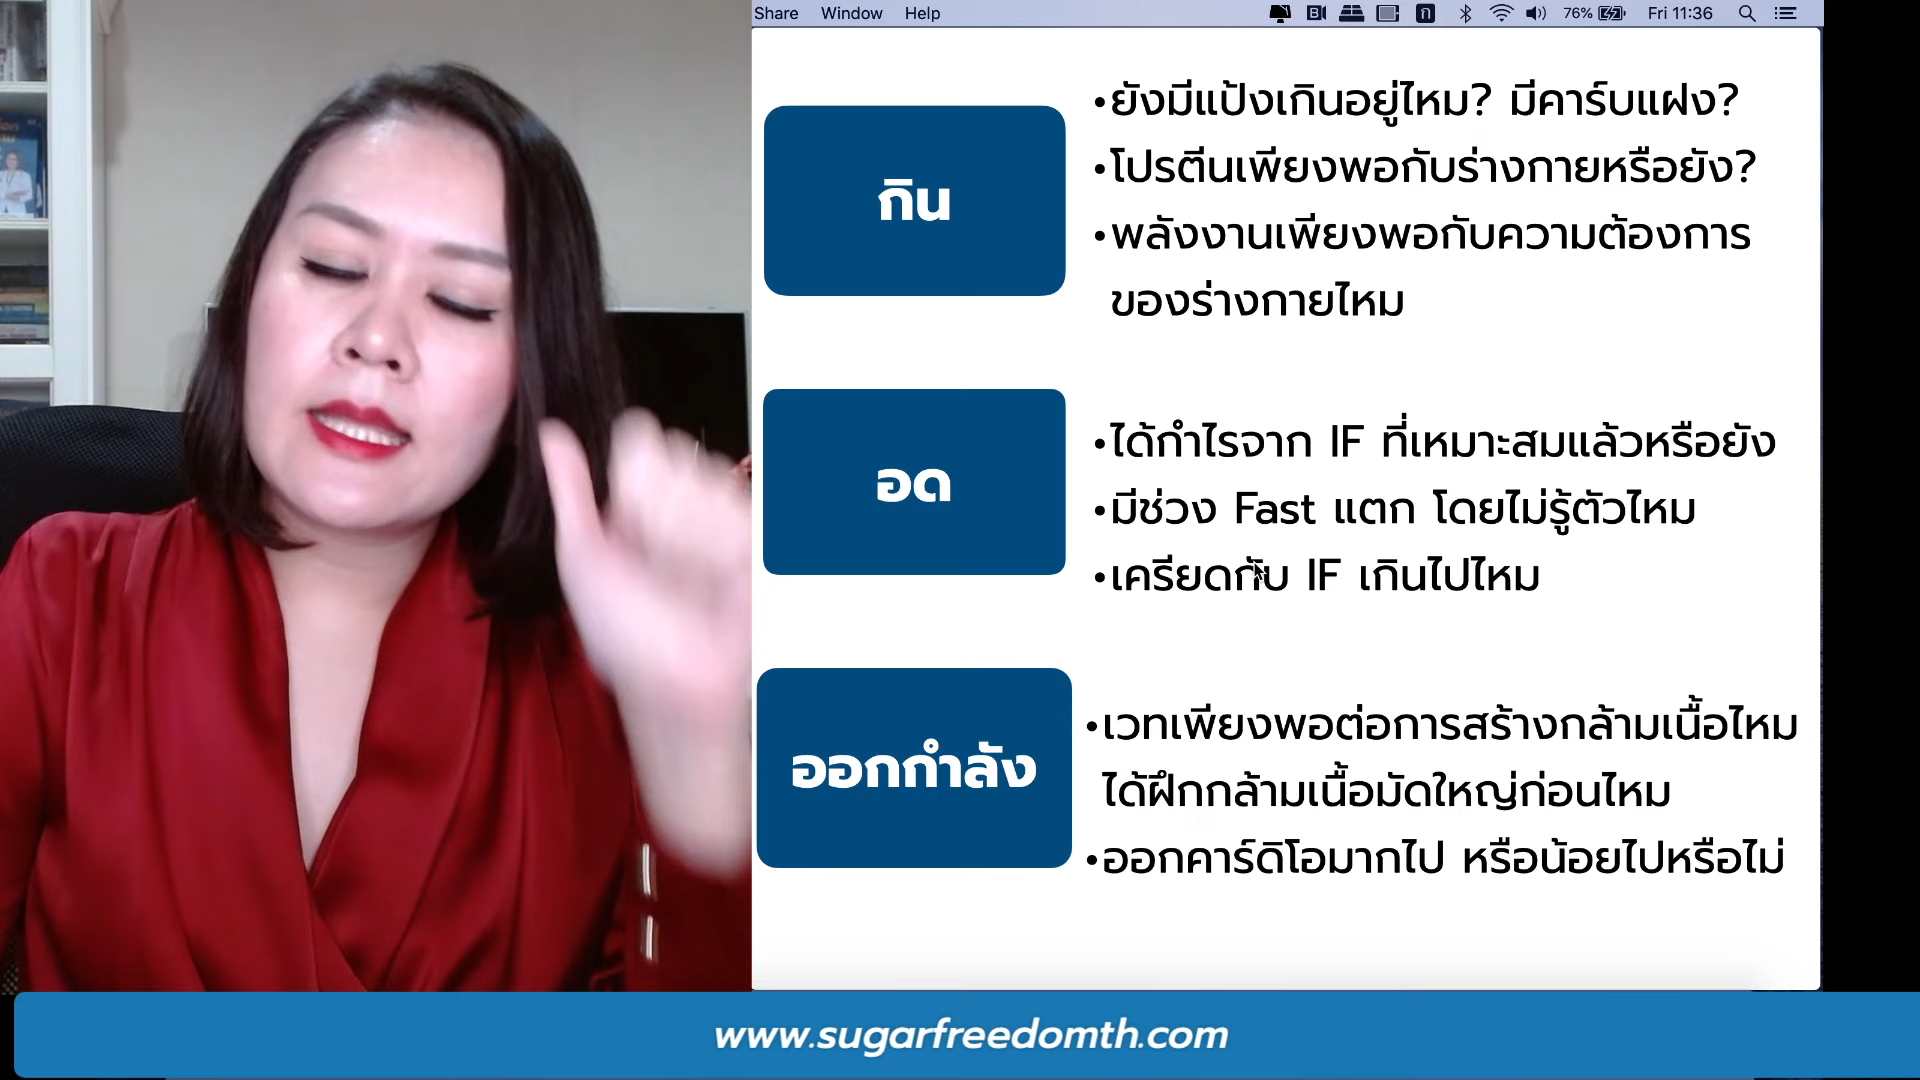 Share Window Help
76% Fri 11:36
กิน
•ยังมีแป้งเกินอยู่ไหม? มีคาร์บแฝง?
•โปรตีนเพียงพอกับร่างกายหรือยัง?
•พลังงานเพียงพอกับความต้องการ
ของร่างกายไหม
อด
•ได้กำไรจาก IF ที่เหมาะสมแล้วหรือยัง
•มีช่วง Fast แตก โดยไม่รู้ตัวไหม
•เครียดกับ IF เกินไปไหม
ออกกำลัง
•เวทเพียงพอต่อการสร้างกล้ามเนื้อไหม
ได้ฝึกกล้ามเนื้อมัดใหญ่ก่อนไหม
•ออกคาร์ดิโอมากไป หรือน้อยไปหรือไม่
www.sugarfreedomth.com